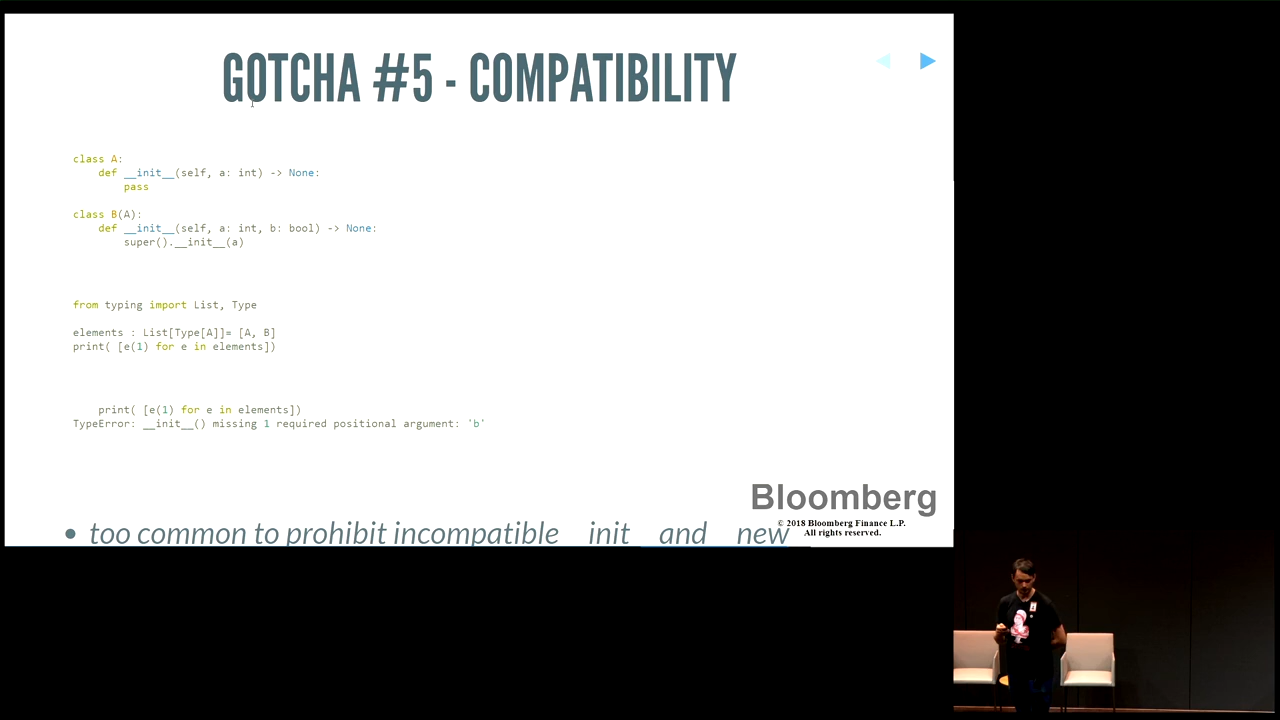 GOTCHA #5 - COMPATIBILITY
class A:
    def __init__(self, a: int) -> None:
        pass
class B(A):
    def __init__(self, a: int, b: bool) -> None:
        super().__init__(a)
from typing import List, Type
elements : List[Type[A]]= [A, B]
print( [e(1) for e in elements])
    print( [e(1) for e in elements])
TypeError: __init__() missing 1 required positional argument: 'b'
Bloomberg
© 2018 Bloomberg Finance L.P.
All rights reserved.
• too common to prohibit incompatible init and new